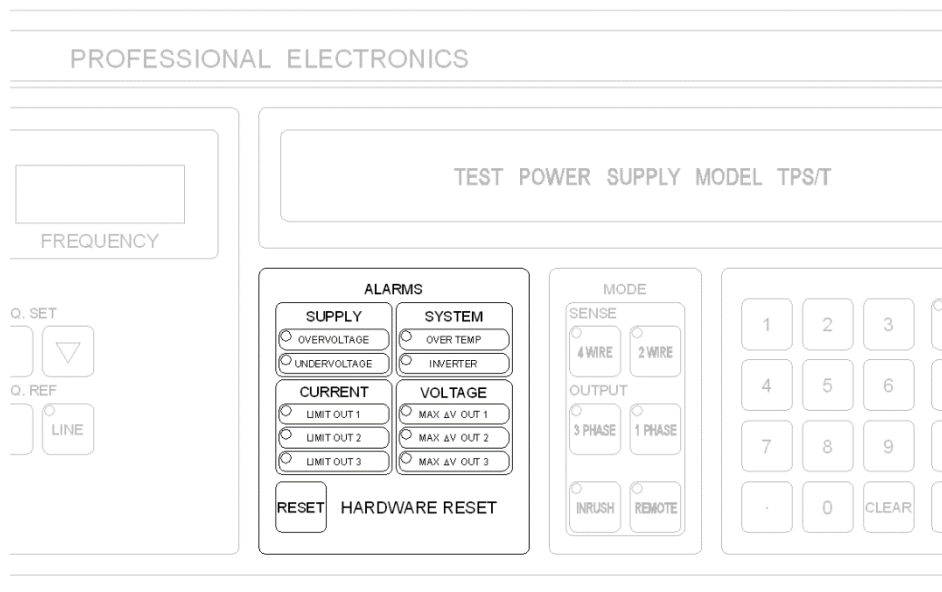 PROFESSIONAL ELECTRONICS
TEST POWER SUPPLY MODEL TPS/T
FREQUENCY
Q. SET
Q. REF
LINE
ALARMS
SUPPLY
OVERVOLTAGE
UNDERVOLTAGE
SYSTEM
OVER TEMP
INVERTER
CURRENT
LIMIT OUT 1
LIMIT OUT 2
LIMIT OUT 3
VOLTAGE
MAX ΔV OUT 1
MAX ΔV OUT 2
MAX ΔV OUT 3
RESET HARDWARE RESET
MODE
SENSE
4 WIRE 2 WIRE
OUTPUT
3 PHASE 1 PHASE
INRUSH REMOTE
1 2 3
4 5 6
7 8 9
. 0 CLEAR